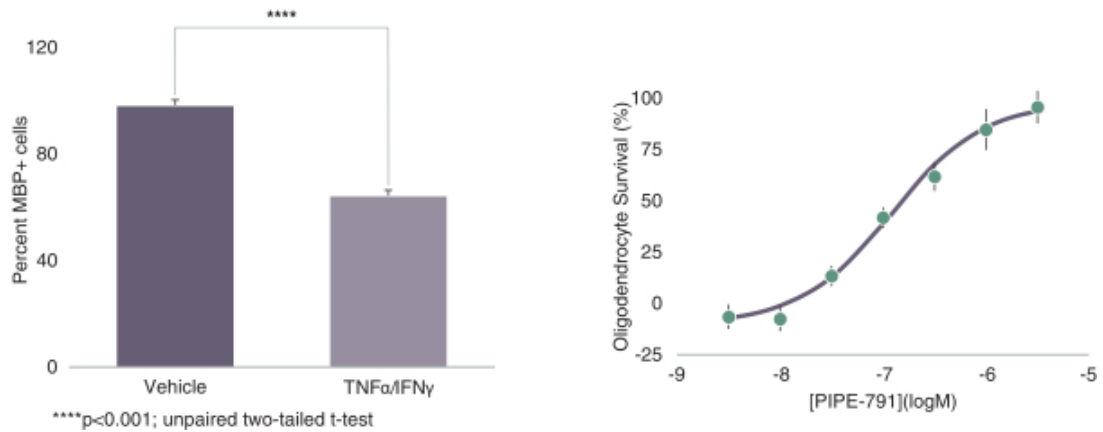 ****
120
80
40
0
Percent MBP+ cells
Vehicle
TNFα/IFNγ
****p<0.001; unpaired two-tailed t-test
100
75
50
25
0
-25
Oligodendrocyte Survival (%)
-9
-8
-7
-6
-5
[PIPE-791](logM)